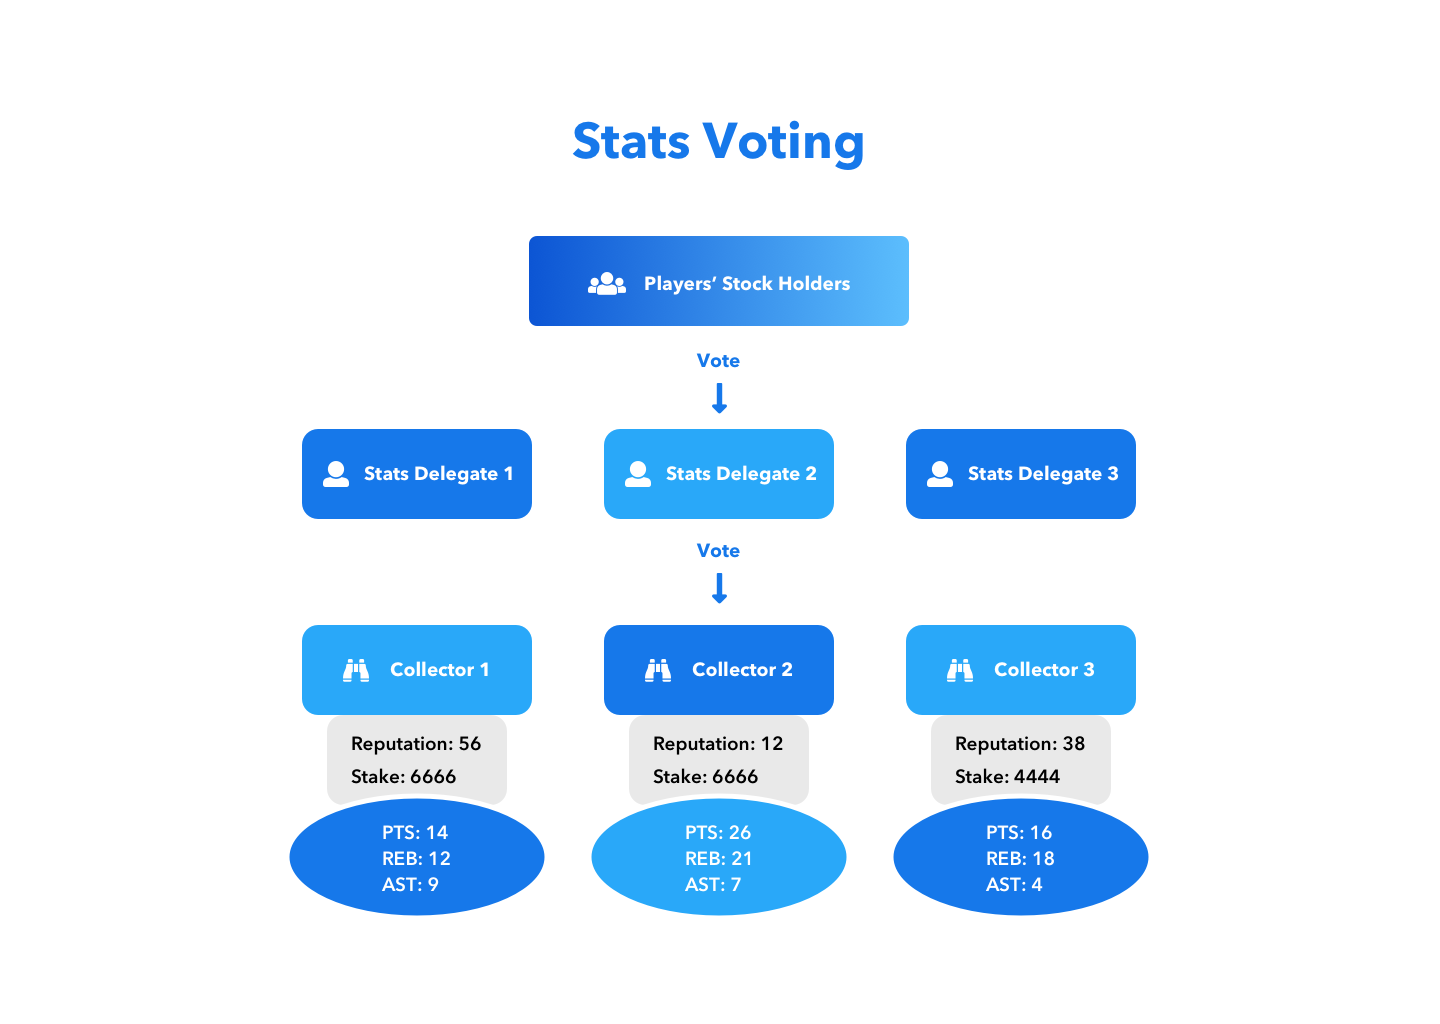 Stats Voting
Players’ Stock Holders
Vote
Stats Delegate 1
Stats Delegate 2
Stats Delegate 3
Vote
Collector 1
Collector 2
Collector 3
Reputation: 56
Stake: 6666
Reputation: 12
Stake: 6666
Reputation: 38
Stake: 4444
PTS: 14
REB: 12
AST: 9
PTS: 26
REB: 21
AST: 7
PTS: 16
REB: 18
AST: 4